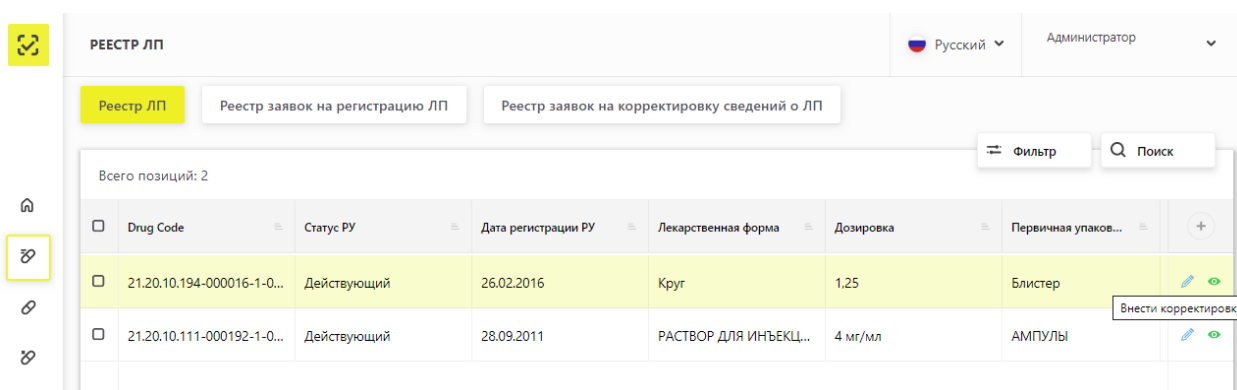 РЕЕСТР ЛП
Русский
Администратор
Реестр ЛП
Реестр заявок на регистрацию ЛП
Реестр заявок на корректировку сведений о ЛП
Фильтр
Поиск
Всего позиций: 2
Drug Code Статус РУ Дата регистрации РУ Лекарственная форма Дозировка Первичная упаков...
21.20.10.194-000016-1-0... Действующий 26.02.2016 Круг 1,25 Блистер
Внести корректировк
21.20.10.111-000192-1-0... Действующий 28.09.2011 РАСТВОР ДЛЯ ИНЪЕКЦ... 4 мг/мл АМПУЛЫ